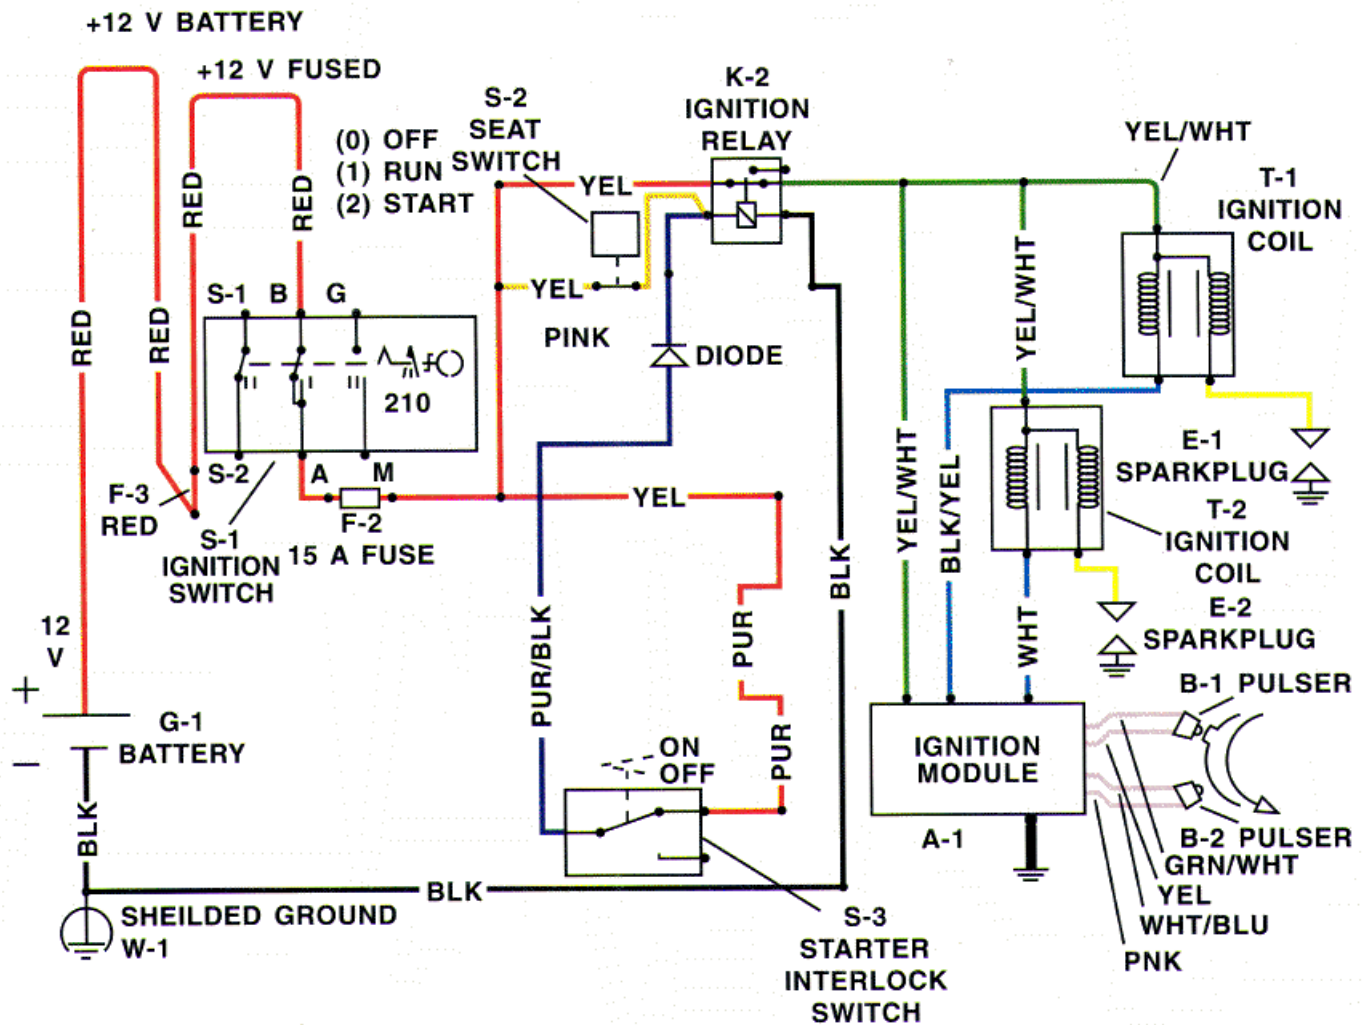 +12 V BATTERY
+12 V FUSED
(0) OFF
(1) RUN
(2) START
S-2
SEAT
SWITCH
K-2
IGNITION
RELAY
YEL/WHT
T-1
IGNITION
COIL
RED
RED
RED
RED
YEL
YEL
PINK
DIODE
S-1
B
G
210
S-2
A
M
F-3
RED
S-1
IGNITION
SWITCH
F-2
15 A FUSE
YEL
YEL/WHT
YEL/WHT
BLK/YEL
E-1
SPARKPLUG
T-2
IGNITION
COIL
E-2
SPARKPLUG
WHT
BLK
PUR/BLK
PUR
PUR
12
V
+
−
G-1
BATTERY
BLK
ON
OFF
IGNITION
MODULE
A-1
B-1 PULSER
B-2 PULSER
GRN/WHT
YEL
WHT/BLU
PNK
BLK
SHEILDED GROUND
W-1
S-3
STARTER
INTERLOCK
SWITCH